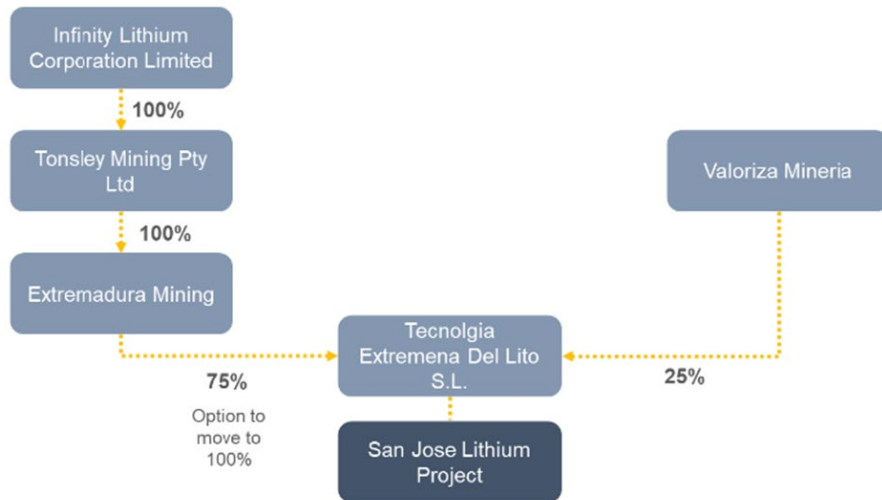 Infinity Lithium
Corporation Limited
100%
Tonsley Mining Pty
Ltd
Valoriza Mineria
100%
Extremadura Mining
Tecnolgia
Extremena Del Lito
S.L.
75%
25%
Option to
move to
100%
San Jose Lithium
Project